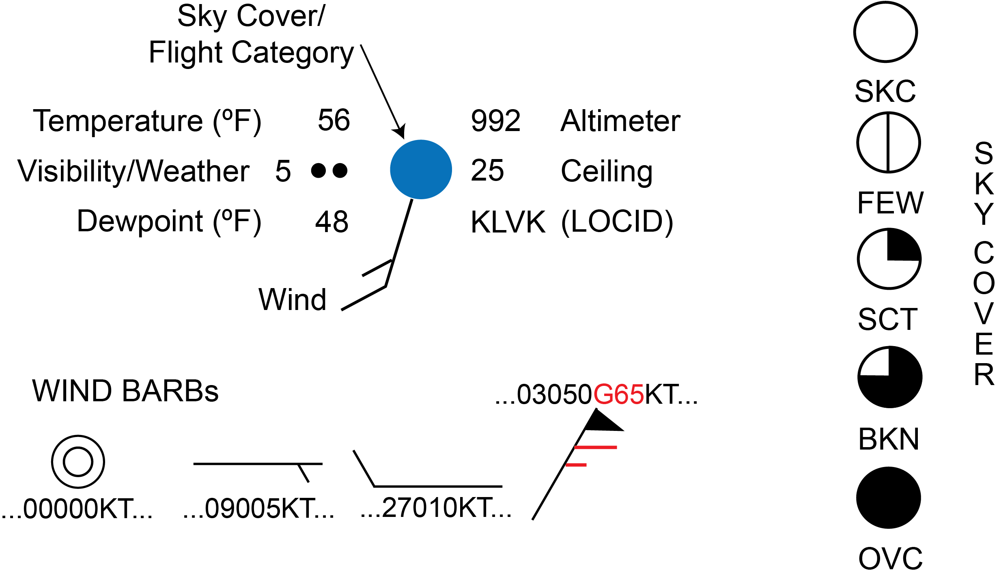 Sky Cover/
Flight Category
Temperature (ºF) 56 992 Altimeter
Visibility/Weather 5 25 Ceiling
Dewpoint (ºF) 48 KLVK (LOCID)
Wind
WIND BARBs
...03050G65KT...
...00000KT... ...09005KT... ...27010KT...
SKC
FEW
SCT
BKN
OVC
SKY COVER